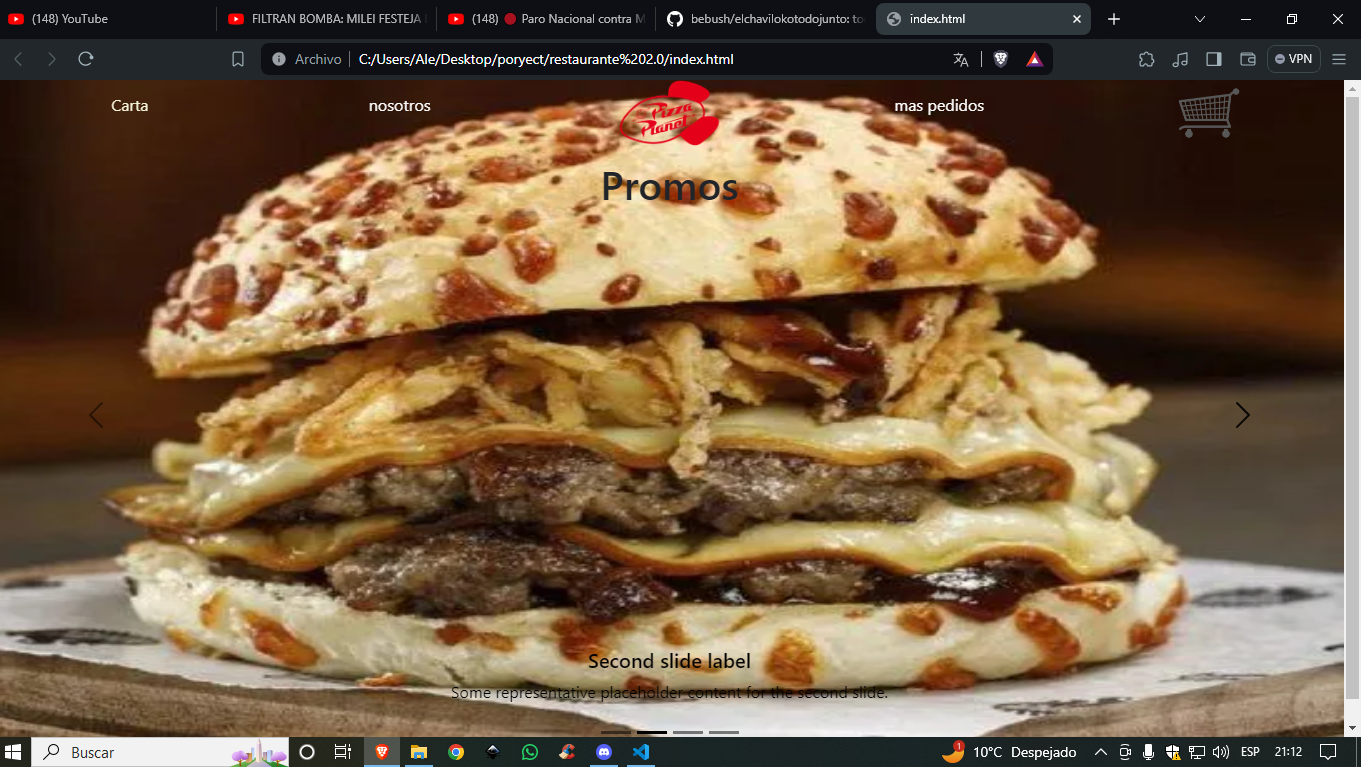 (148) YouTube
FILTRAN BOMBA: MILEI FESTEJA
(148) Paro Nacional contra M
bebush/elchavilokotodojunto: to
index.html
Archivo
C:/Users/Ale/Desktop/poryect/restaurante%202.0/index.html
VPN
Carta
nosotros
Pizza
Planet
mas pedidos
Promos
Second slide label
Some representative placeholder content for the second slide.
Buscar
1
10°C Despejado
ESP
21:12